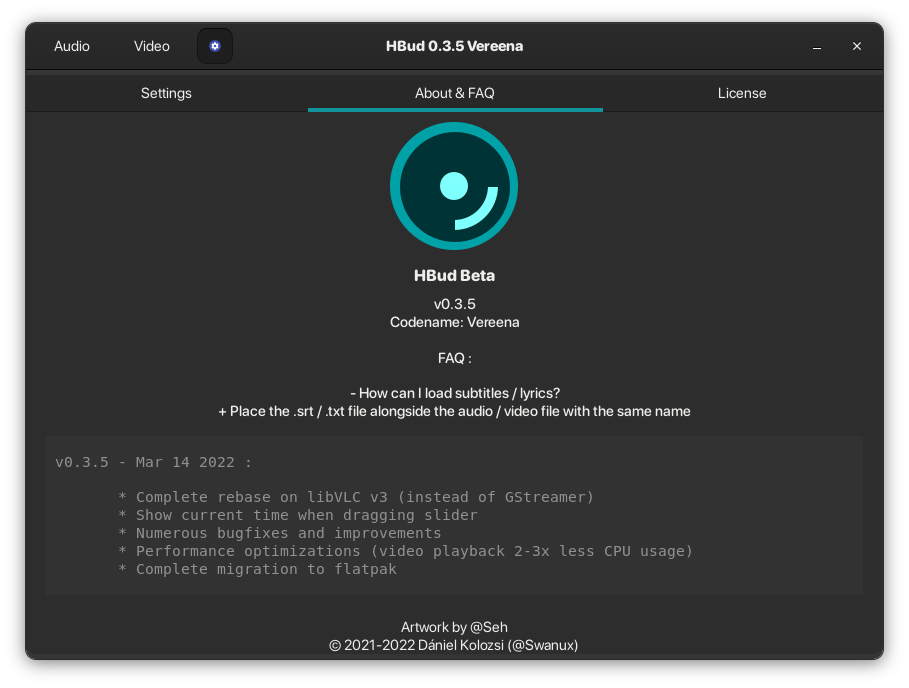 Audio Video HBud 0.3.5 Vereena
Settings About & FAQ License
HBud Beta
v0.3.5
Codename: Vereena
FAQ :
- How can I load subtitles / lyrics?
+ Place the .srt / .txt file alongside the audio / video file with the same name
v0.3.5 - Mar 14 2022 :
* Complete rebase on libVLC v3 (instead of GStreamer)
* Show current time when dragging slider
* Numerous bugfixes and improvements
* Performance optimizations (video playback 2-3x less CPU usage)
* Complete migration to flatpak
Artwork by @Seh
© 2021-2022 Dániel Kolozsi (@Swanux)